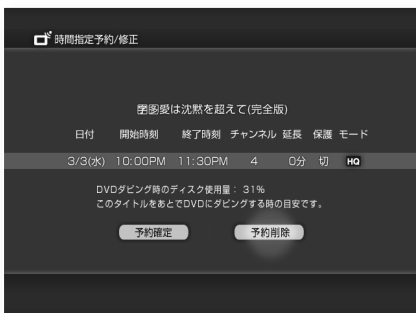 時間指定予約/修正
🈑🈖愛は沈黙を超えて(完全版)
日付 開始時刻 終了時刻 チャンネル 延長 保護 モード
3/3(水) 10:00PM 11:30PM 4 0分 切 HQ
DVDダビング時のディスク使用量: 31%
このタイトルをあとでDVDにダビングする時の目安です。
予約確定 予約削除